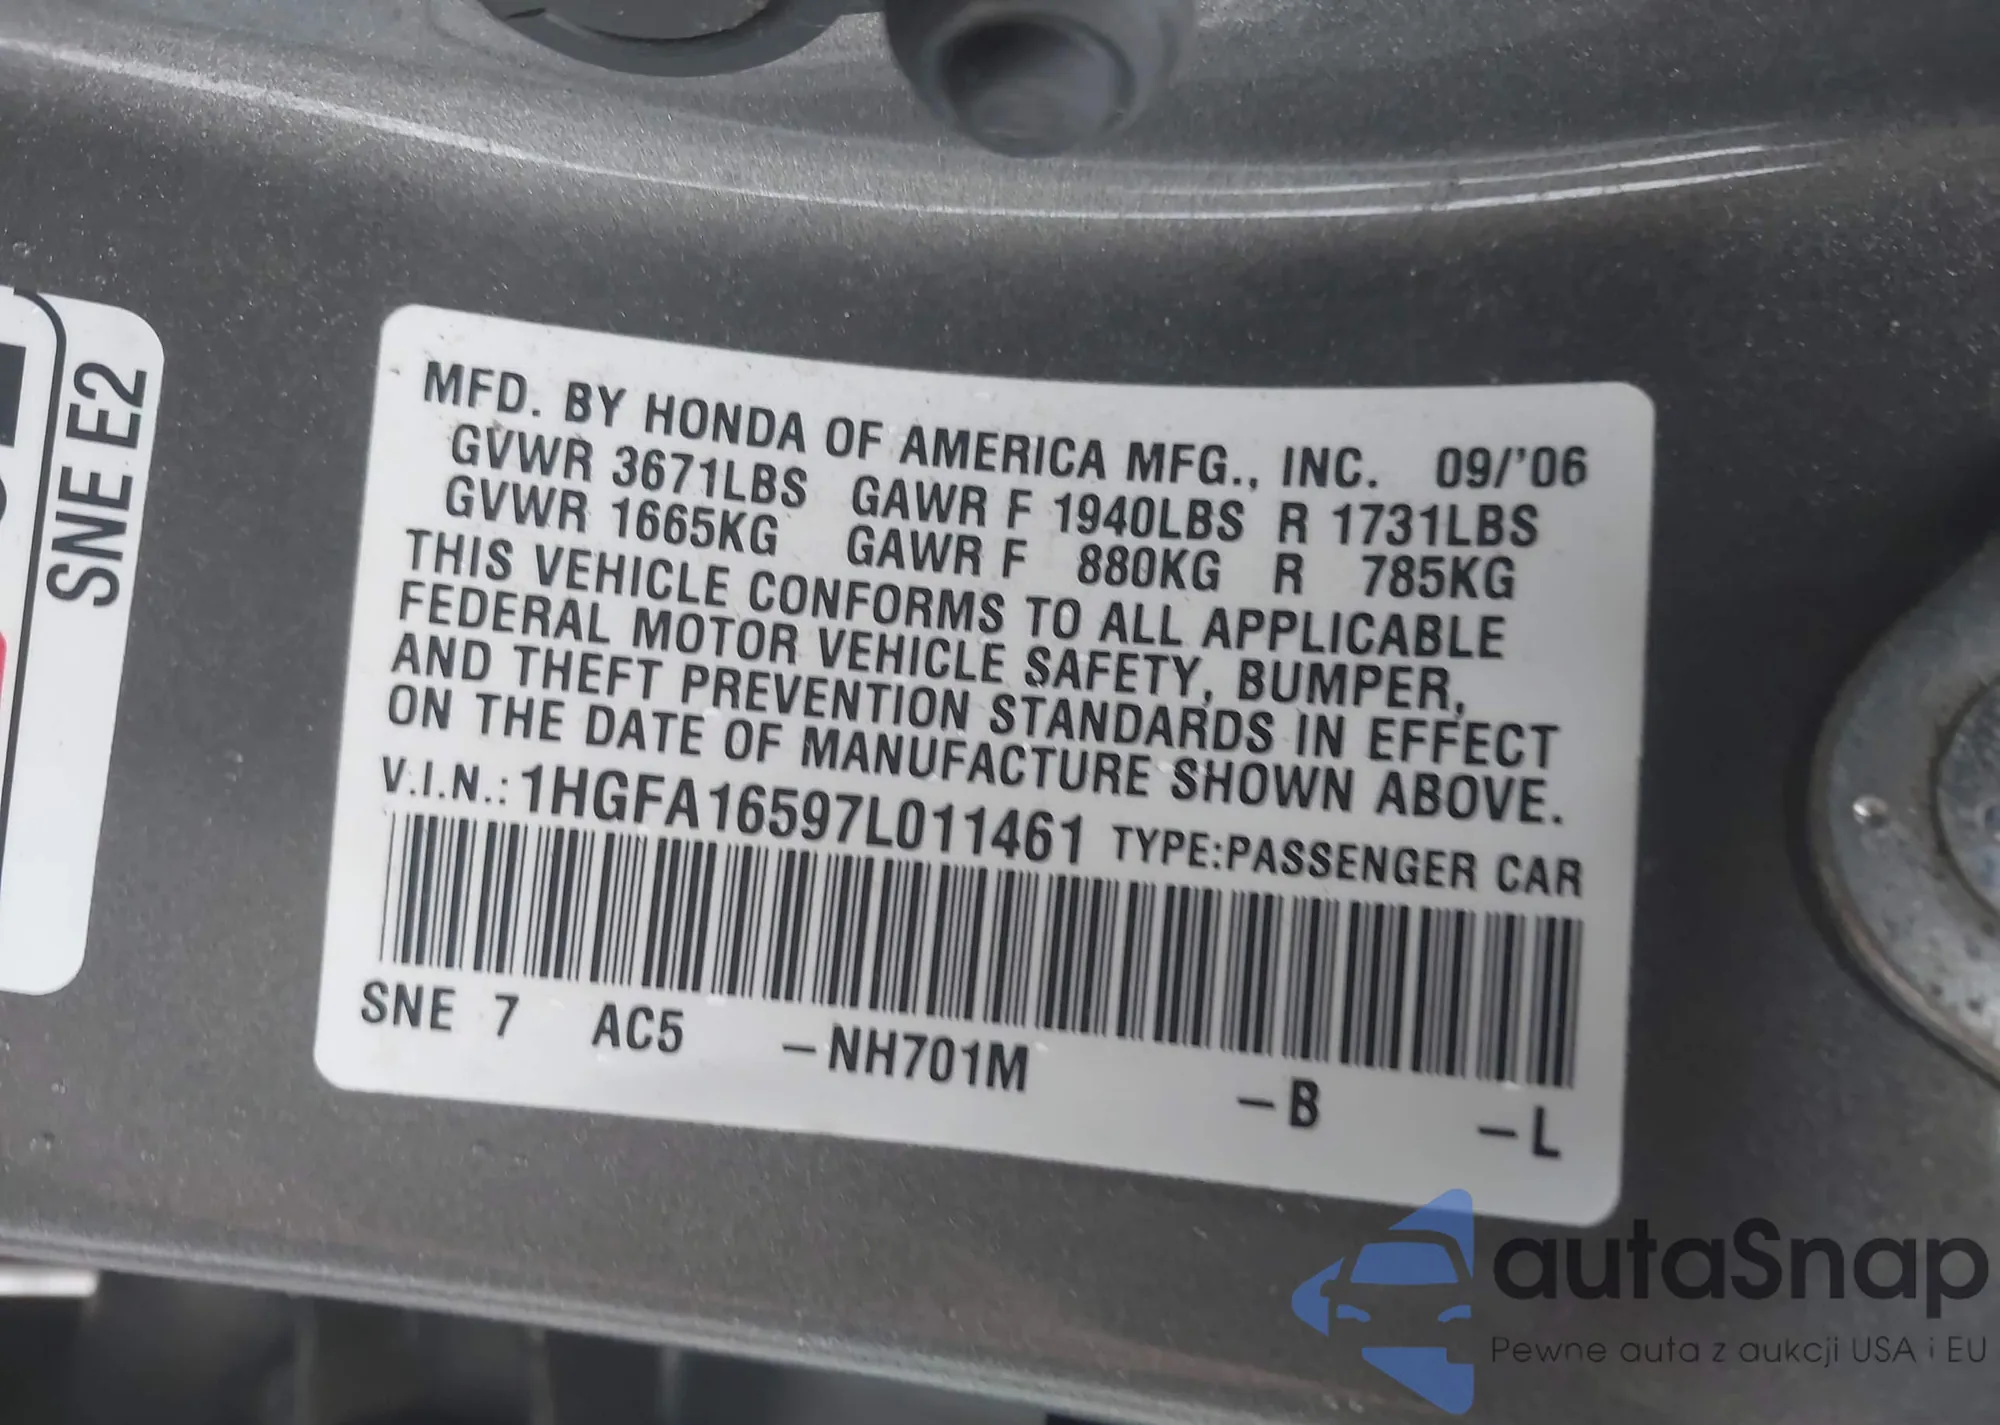 SNE E2
MFD. BY HONDA OF AMERICA MFG., INC. 09/'06
GVWR 3671LBS GAWR F 1940LBS R 1731LBS
GVWR 1665KG GAWR F 880KG R 785KG
THIS VEHICLE CONFORMS TO ALL APPLICABLE
FEDERAL MOTOR VEHICLE SAFETY, BUMPER,
AND THEFT PREVENTION STANDARDS IN EFFECT
ON THE DATE OF MANUFACTURE SHOWN ABOVE.
V.I.N.: 1HGFA16597L011461 TYPE:PASSENGER CAR
SNE 7 AC5 –NH701M –B –L
autaSnap
Pewne auta z aukcji USA i EU